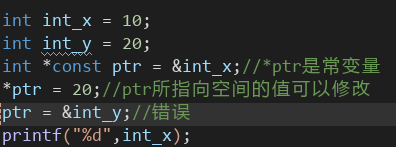 int int_x = 10;
int int_y = 20;
int *const ptr = &int_x;//*ptr是常变量
*ptr = 20;//ptr所指向空间的值可以修改
ptr = &int_y;//错误
printf("%d",int_x);